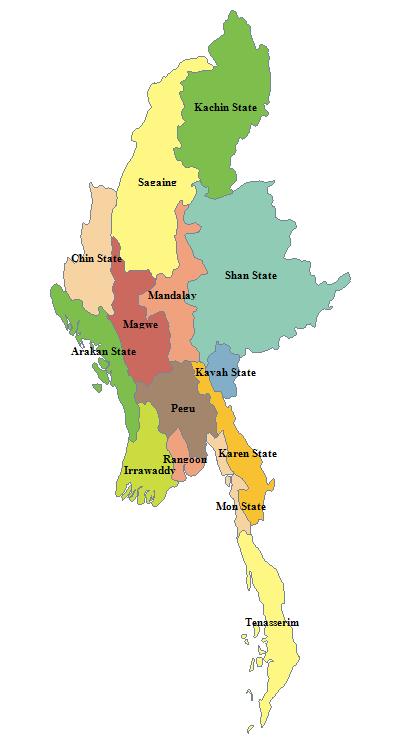 Kachin State
Sagaing
Chin State
Shan State
Mandalay
Magwe
Arakan State
Kayah State
Pegu
Karen State
Rangoon
Irrawaddy
Mon State
Tenasserim